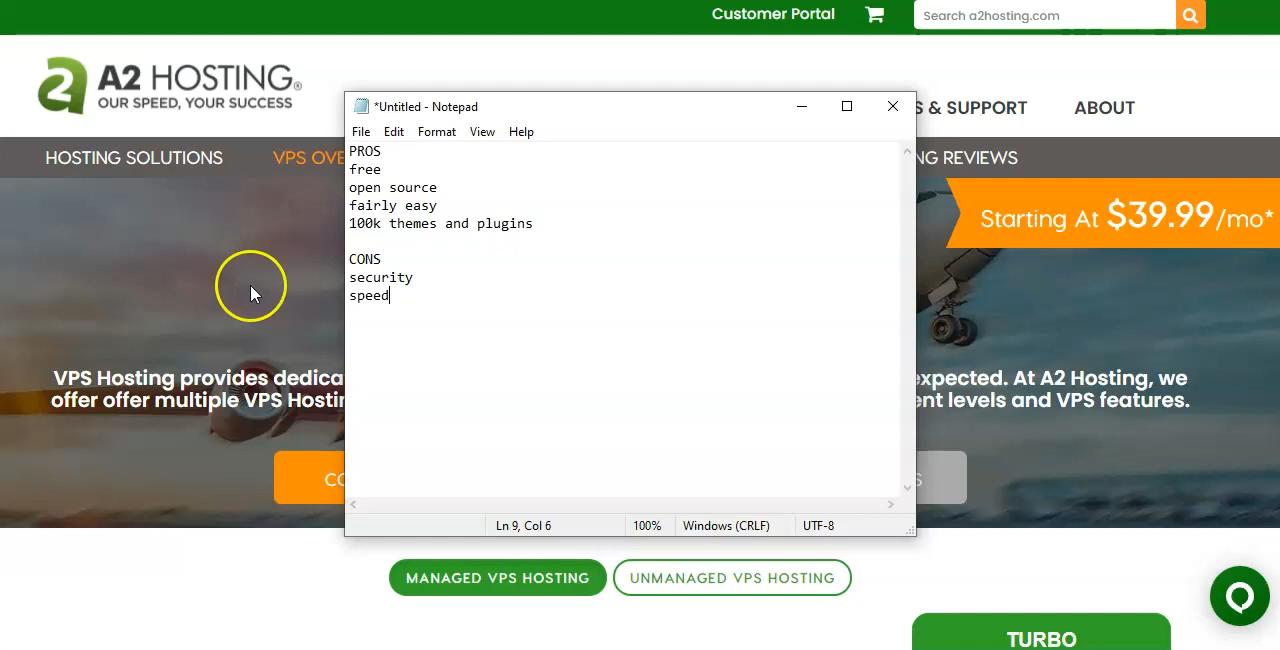 Customer Portal
Search a2hosting.com
A2 HOSTING®
OUR SPEED, YOUR SUCCESS
S & SUPPORT
ABOUT
HOSTING SOLUTIONS
VPS OVE
NG REVIEWS
*Untitled - Notepad
File Edit Format View Help
PROS
free
open source
fairly easy
100k themes and plugins
CONS
security
speed
Starting At $39.99/mo*
VPS Hosting provides dedica
expected. At A2 Hosting, we
offer offer multiple VPS Hostin
ent levels and VPS features.
CO
S
Ln 9, Col 6
100%
Windows (CRLF)
UTF-8
MANAGED VPS HOSTING
UNMANAGED VPS HOSTING
TURBO